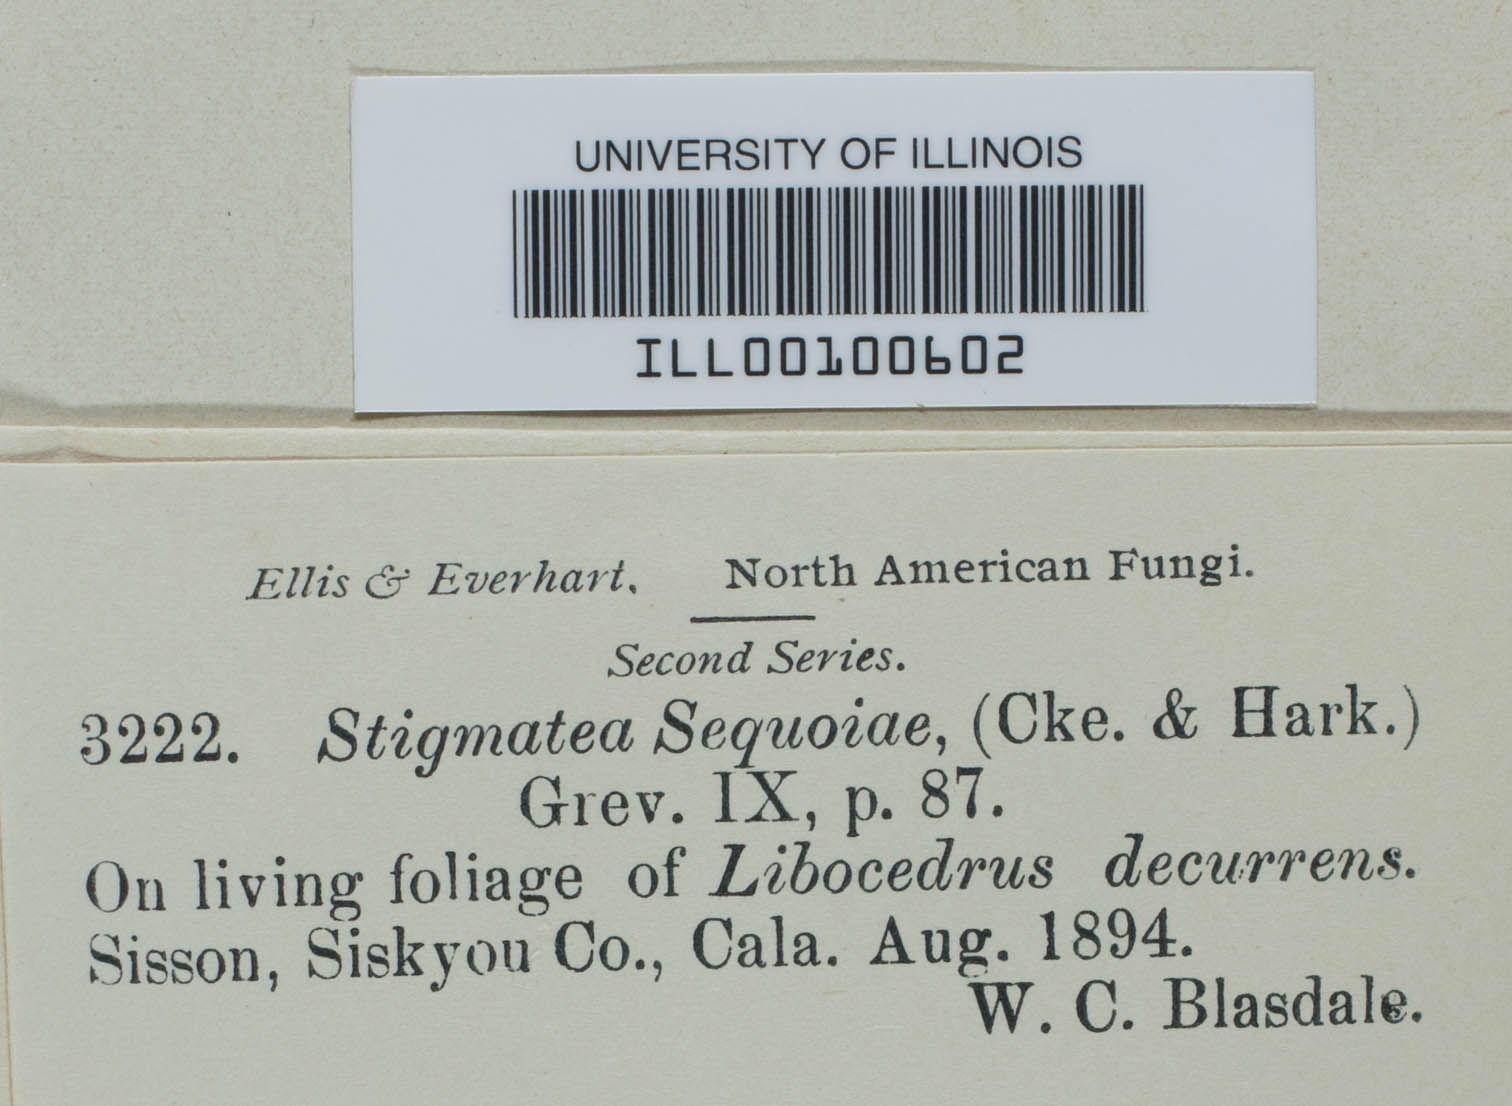 UNIVERSITY OF ILLINOIS
ILL00100602
Ellis & Everhart. North American Fungi.
Second Series.
3222. Stigmatea Sequoiae, (Cke. & Hark.)
Grev. IX, p. 87.
On living foliage of Libocedrus decurrens.
Sisson, Siskyou Co., Cala. Aug. 1894.
W. C. Blasdale.